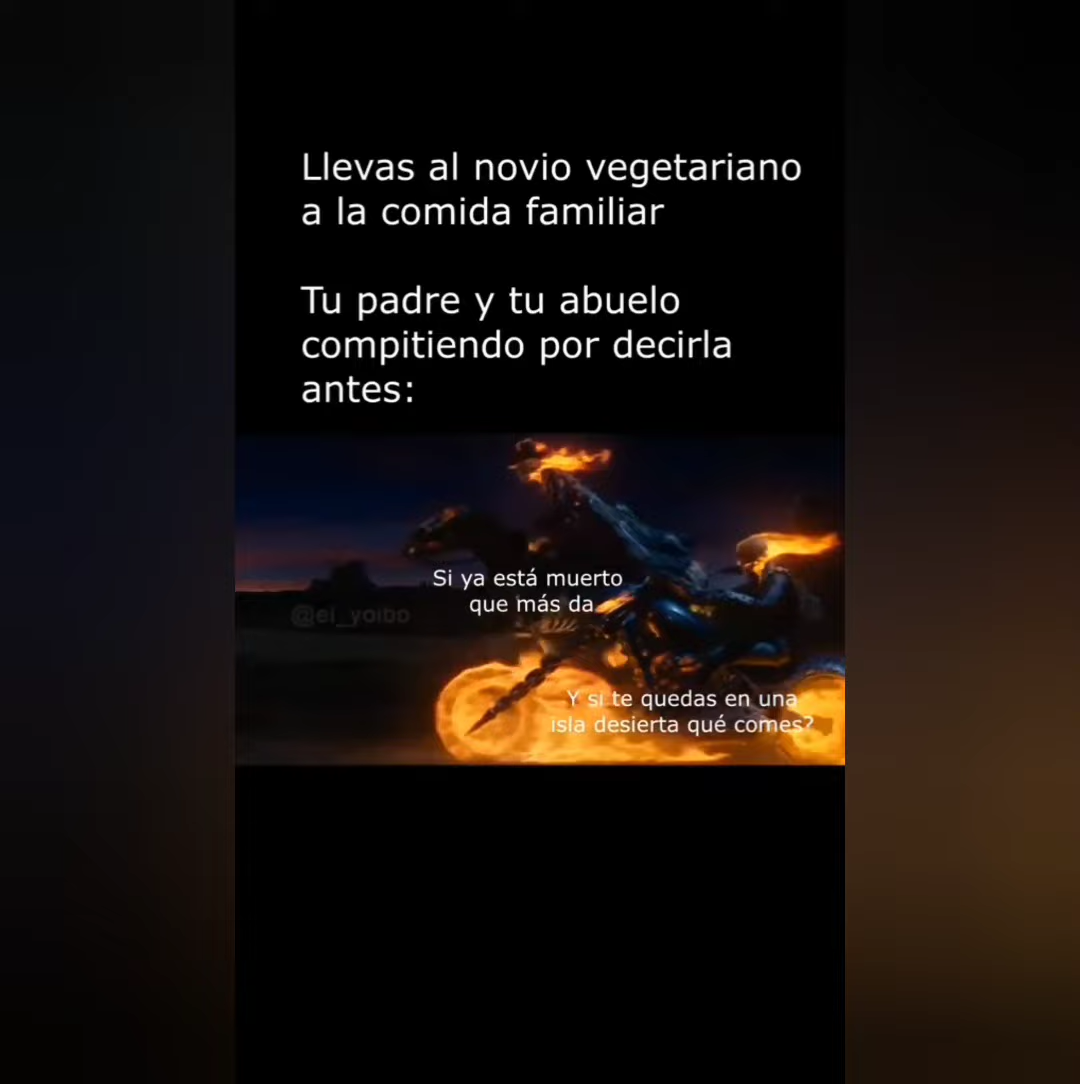 Llevas al novio vegetariano
a la comida familiar
Tu padre y tu abuelo
compitiendo por decirla
antes:
Si ya está muerto
que más da
@el_yoibo
Y si te quedas en una
isla desierta qué comes?